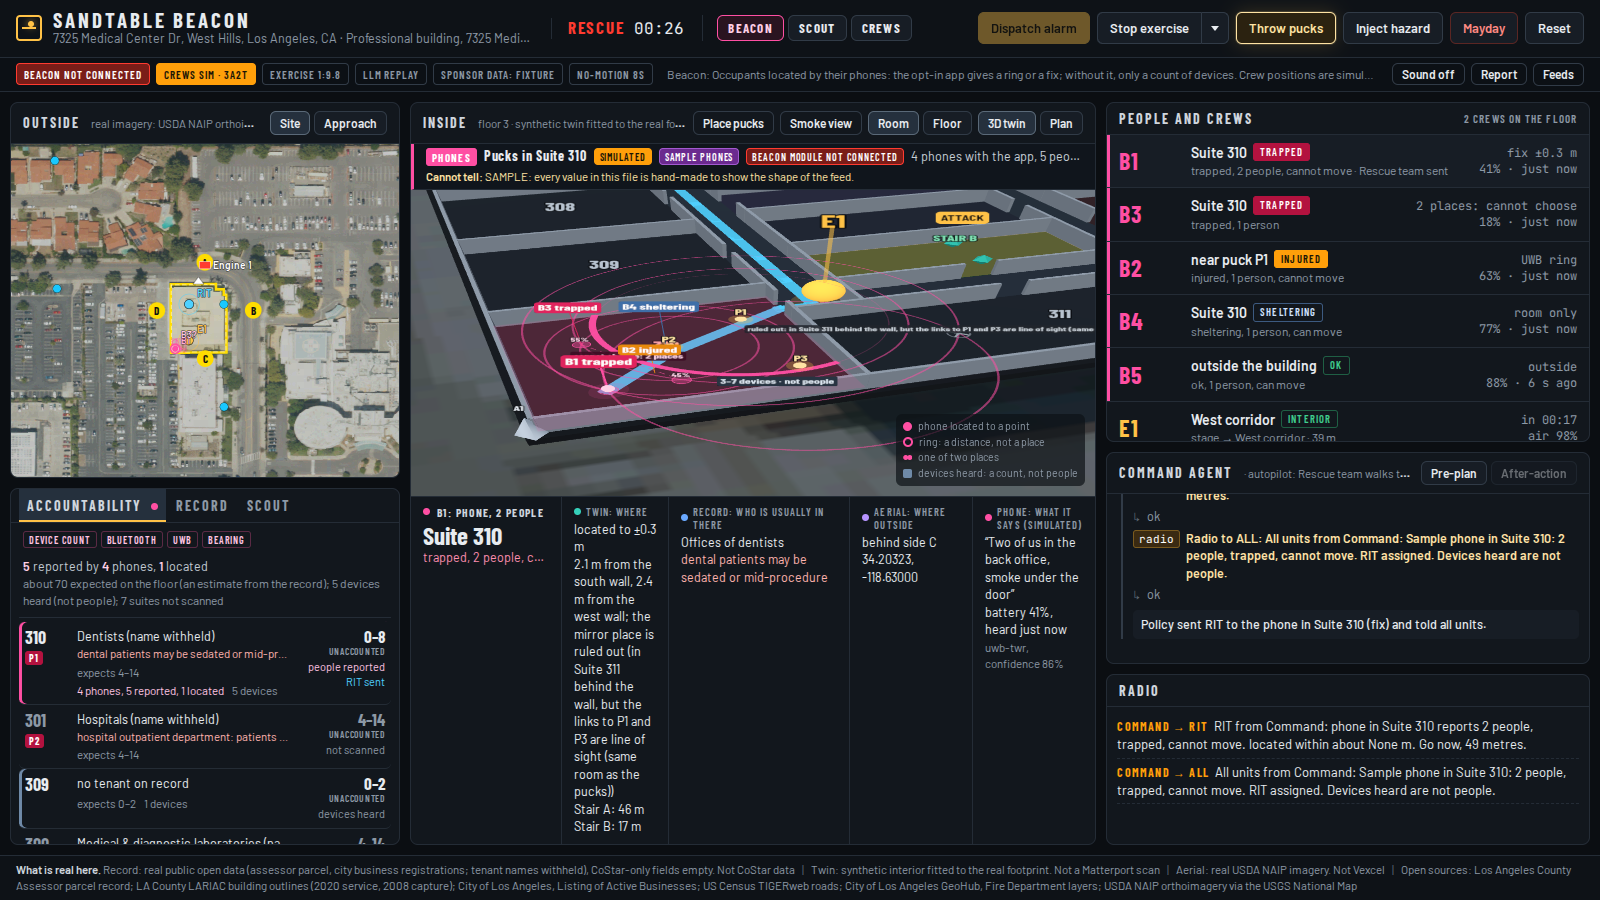 SANDTABLE BEACON
7325 Medical Center Dr, West Hills, Los Angeles, CA · Professional building, 7325 Medi...
RESCUE 00:26
BEACON SCOUT CREWS
Dispatch alarm Stop exercise Throw pucks Inject hazard Mayday Reset
BEACON NOT CONNECTED CREWS SIM · 3A2T EXERCISE 1:9.8 LLM REPLAY SPONSOR DATA: FIXTURE NO-MOTION 8S
Beacon: Occupants located by their phones: the opt-in app gives a ring or a fix; without it, only a count of devices. Crew positions are simul...
Sound off Report Feeds
OUTSIDE real imagery: USDA NAIP orthoi... Site Approach
Engine 1
RIT
D
B
E1
C
ACCOUNTABILITY RECORD SCOUT
DEVICE COUNT BLUETOOTH UWB BEARING
5 reported by 4 phones, 1 located
about 70 expected on the floor (an estimate from the record); 5 devices
heard (not people); 7 suites not scanned
310 Dentists (name withheld) 0–8
P1 dental patients may be sedated or mid-pr... UNACCOUNTED
expects 4–14 people reported
4 phones, 5 reported, 1 located 5 devices RIT sent
301 Hospitals (name withheld) 4–14
P2 hospital outpatient department: patients ... UNACCOUNTED
expects 4–14 not scanned
309 no tenant on record 0–2
expects 0–2 1 devices UNACCOUNTED
devices heard
INSIDE floor 3 · synthetic twin fitted to the real fo... Place pucks Smoke view Room Floor 3D twin Plan
PHONES Pucks in Suite 310 SIMULATED SAMPLE PHONES BEACON MODULE NOT CONNECTED 4 phones with the app, 5 peo...
Cannot tell: SAMPLE: every value in this file is hand-made to show the shape of the feed.
308
E1
ATTACK
STAIR B
309
B3 trapped
B4 sheltering
P1
311
ruled out: in Suite 311 behind the wall, but the links to P1 and P3 are line of sight (same
55%
P2
B2 injured
2 places
B1 trapped
P3
45%
3-7 devices · not people
A1
phone located to a point
ring: a distance, not a place
one of two places
devices heard: a count, not people
B1: PHONE, 2 PEOPLE
Suite 310
trapped, 2 people, c...
TWIN: WHERE
located to ±0.3
m
2.1 m from the
south wall, 2.4
m from the
west wall; the
mirror place is
ruled out (in
Suite 311
behind the
wall, but the
links to P1 and
P3 are line of
sight (same
room as the
pucks))
Stair A: 46 m
Stair B: 17 m
RECORD: WHO IS USUALLY IN
THERE
Offices of dentists
dental patients may be
sedated or mid-procedure
AERIAL: WHERE
OUTSIDE
behind side C
34.20323,
-118.63000
PHONE: WHAT IT
SAYS (SIMULATED)
"Two of us in the
back office,
smoke under the
door"
battery 41%,
heard just now
uwb-twr,
confidence 86%
PEOPLE AND CREWS 2 CREWS ON THE FLOOR
B1 Suite 310 TRAPPED fix ±0.3 m
trapped, 2 people, cannot move · Rescue team sent 41% · just now
B3 Suite 310 TRAPPED 2 places: cannot choose
trapped, 1 person 18% · just now
B2 near puck P1 INJURED UWB ring
injured, 1 person, cannot move 63% · just now
B4 Suite 310 SHELTERING room only
sheltering, 1 person, can move 77% · just now
B5 outside the building OK outside
ok, 1 person, can move 88% · 6 s ago
E1 West corridor INTERIOR in 00:17
stage → West corridor · 39 m air 98%
COMMAND AGENT · autopilot: Rescue team walks t... Pre-plan After-action
metres.
↳ ok
radio Radio to ALL: All units from Command: Sample phone in Suite 310: 2
people, trapped, cannot move. RIT assigned. Devices heard are not
people.
↳ ok
Policy sent RIT to the phone in Suite 310 (fix) and told all units.
RADIO
COMMAND → RIT RIT from Command: phone in Suite 310 reports 2 people,
trapped, cannot move. located within about None m. Go now, 49 metres.
COMMAND → ALL All units from Command: Sample phone in Suite 310: 2 people,
trapped, cannot move. RIT assigned. Devices heard are not people.
What is real here. Record: real public open data (assessor parcel, city business registrations; tenant names withheld), CoStar-only fields empty. Not CoStar data | Twin: synthetic interior fitted to the real footprint. Not a Matterport scan | Aerial: real USDA NAIP imagery. Not Vexcel | Open sources: Los Angeles County
Assessor parcel record; LA County LARIAC building outlines (2020 service, 2008 capture); City of Los Angeles, Listing of Active Businesses; US Census TIGERweb roads; City of Los Angeles GeoHub, Fire Department layers; USDA NAIP orthoimagery via the USGS National Map